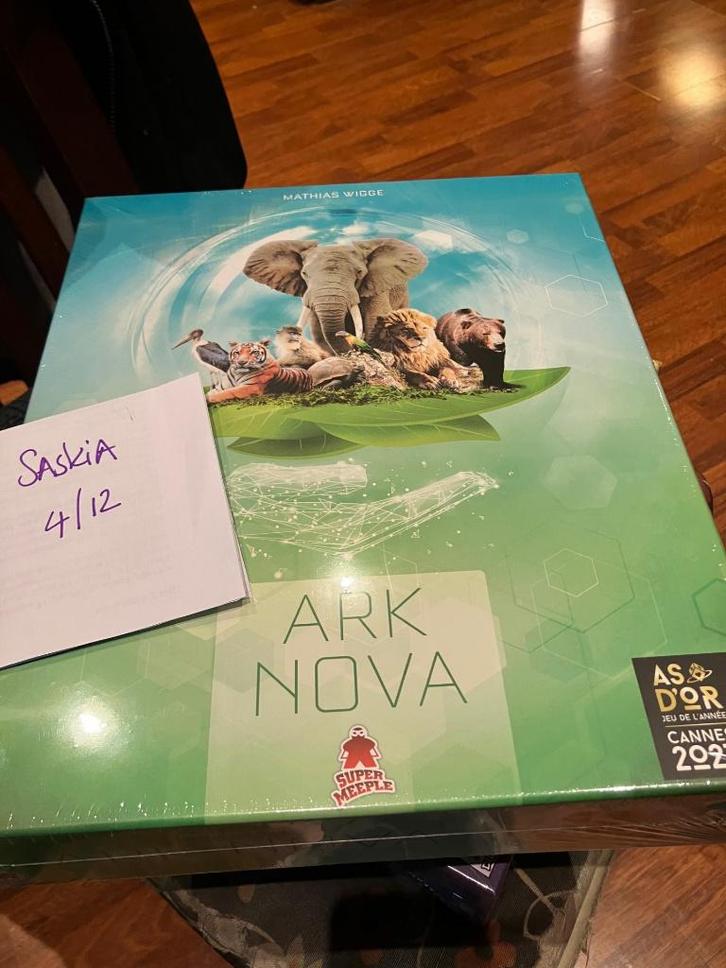 MATHIAS WIGGE
SASKiA
4/12
ARK
NOVA
SUPER
MEEPLE
AS
D'OR
JEU DE L'ANNÉE
CANNES